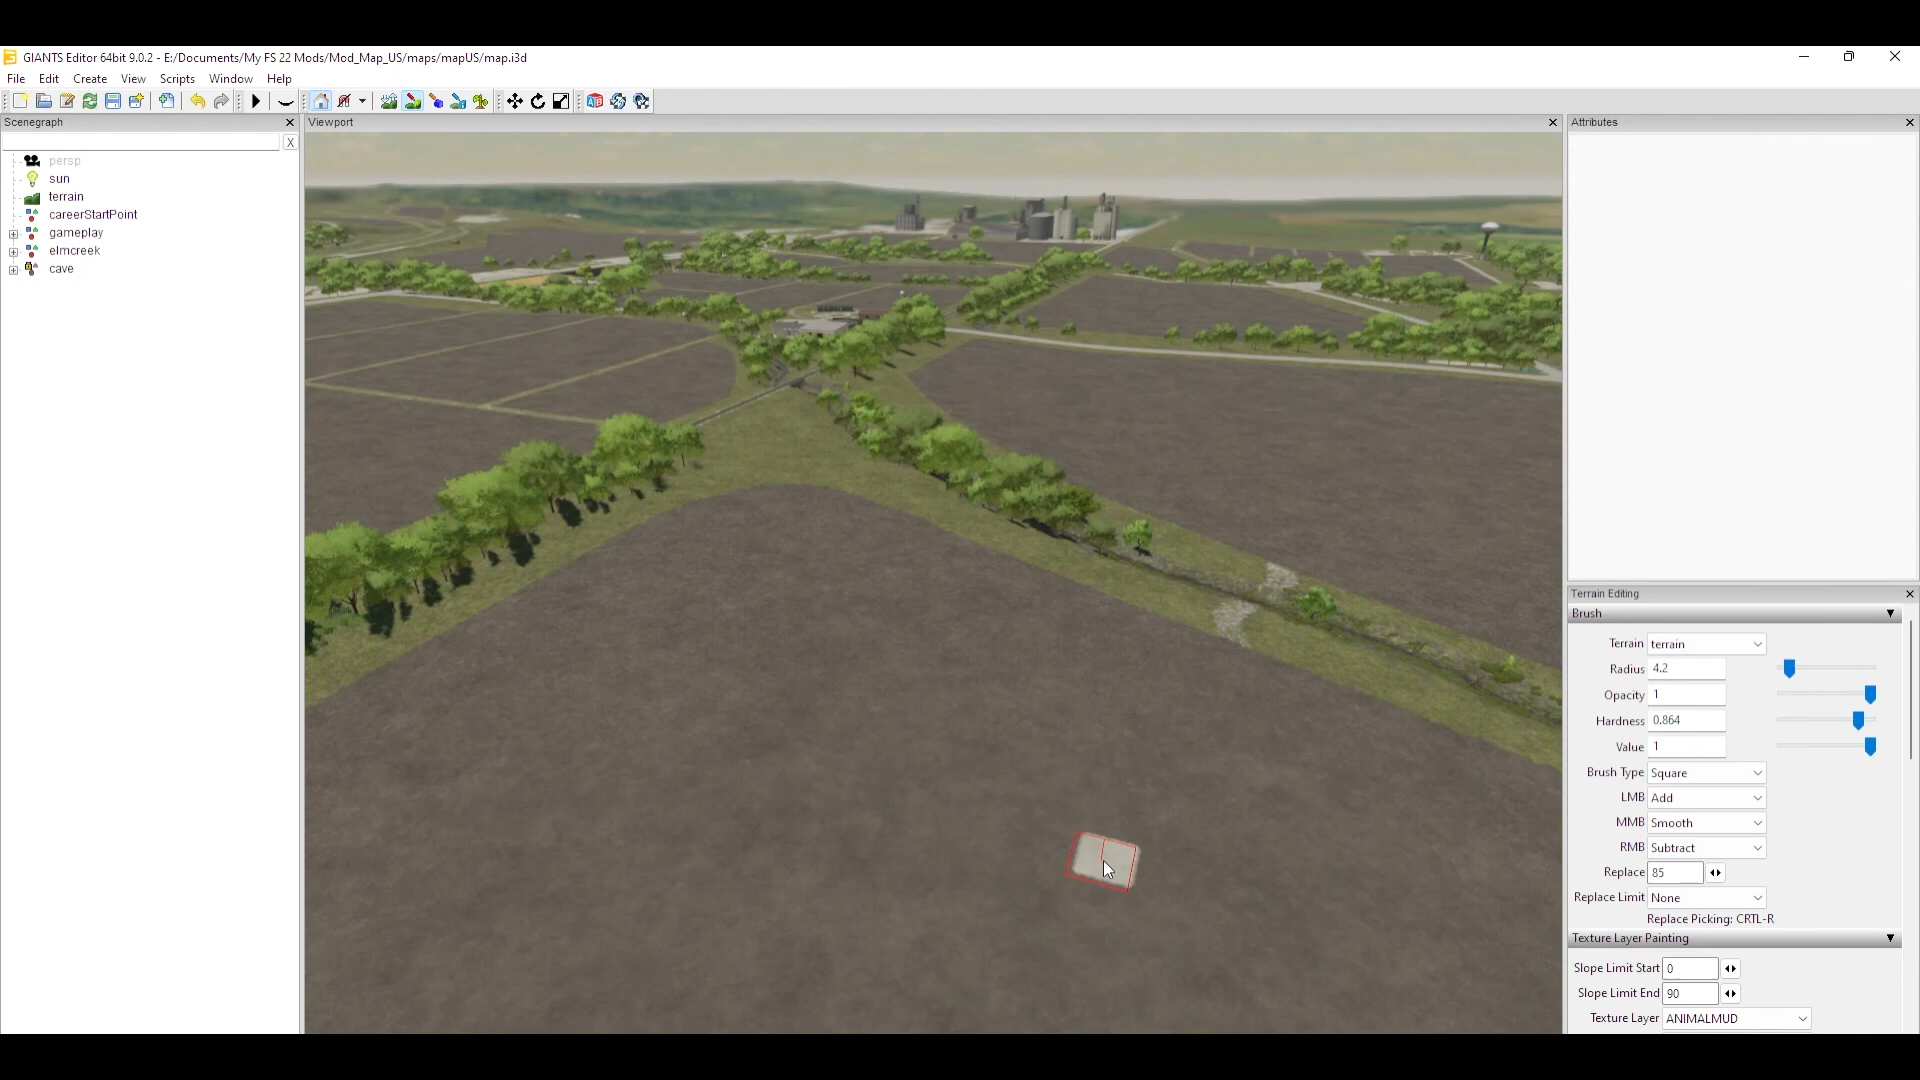 GIANTS Editor 64bit 9.0.2 - E:/Documents/My FS 22 Mods/Mod_Map_US/maps/mapUS/map.i3d
File Edit Create View Scripts Window Help
Scenegraph
X
persp
sun
terrain
careerStartPoint
gameplay
elmcreek
cave
Viewport
Attributes
Terrain Editing
Brush
Terrain terrain
Radius 4.2
Opacity 1
Hardness 0.864
Value 1
Brush Type Square
LMB Add
MMB Smooth
RMB Subtract
Replace 85
Replace Limit None
Replace Picking: CRTL-R
Texture Layer Painting
Slope Limit Start 0
Slope Limit End 90
Texture Layer ANIMALMUD